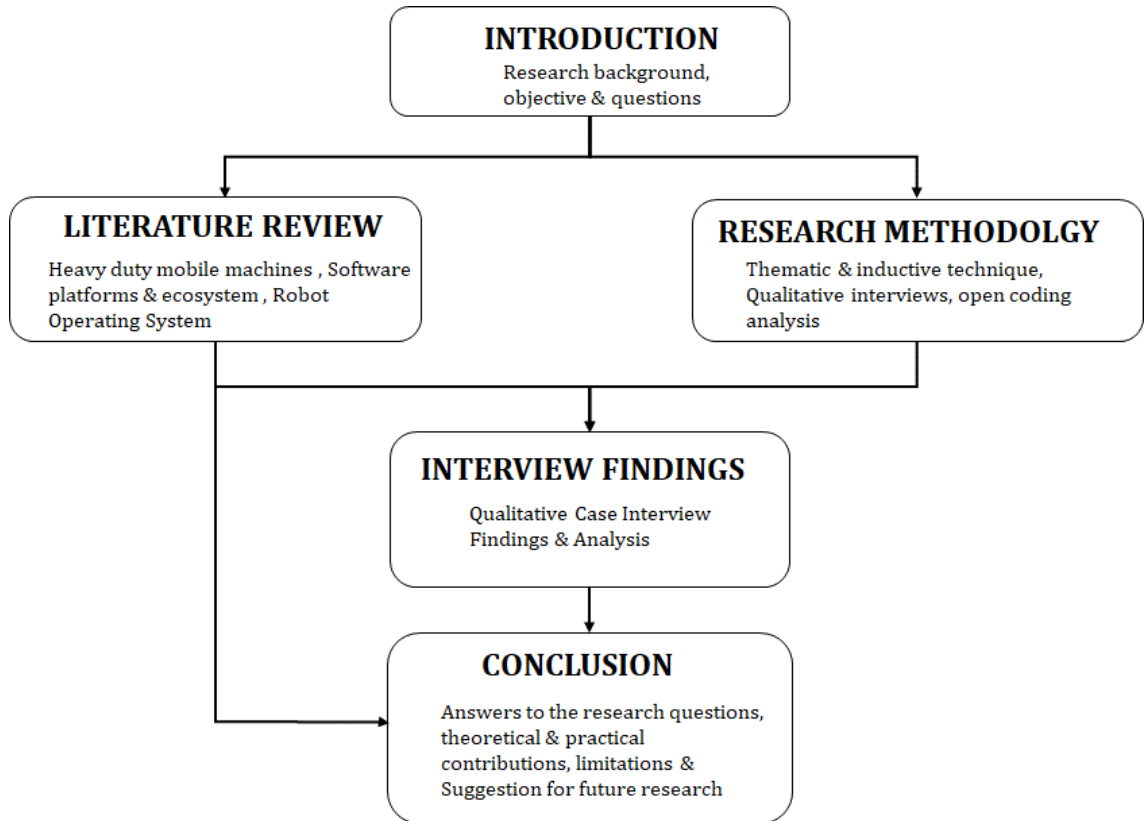 INTRODUCTION
Research background,
objective & questions
LITERATURE REVIEW
Heavy duty mobile machines , Software
platforms & ecosystem , Robot
Operating System
RESEARCH METHODOLGY
Thematic & inductive technique,
Qualitative interviews, open coding
analysis
INTERVIEW FINDINGS
Qualitative Case Interview
Findings & Analysis
CONCLUSION
Answers to the research questions,
theoretical & practical
contributions, limitations &
Suggestion for future research